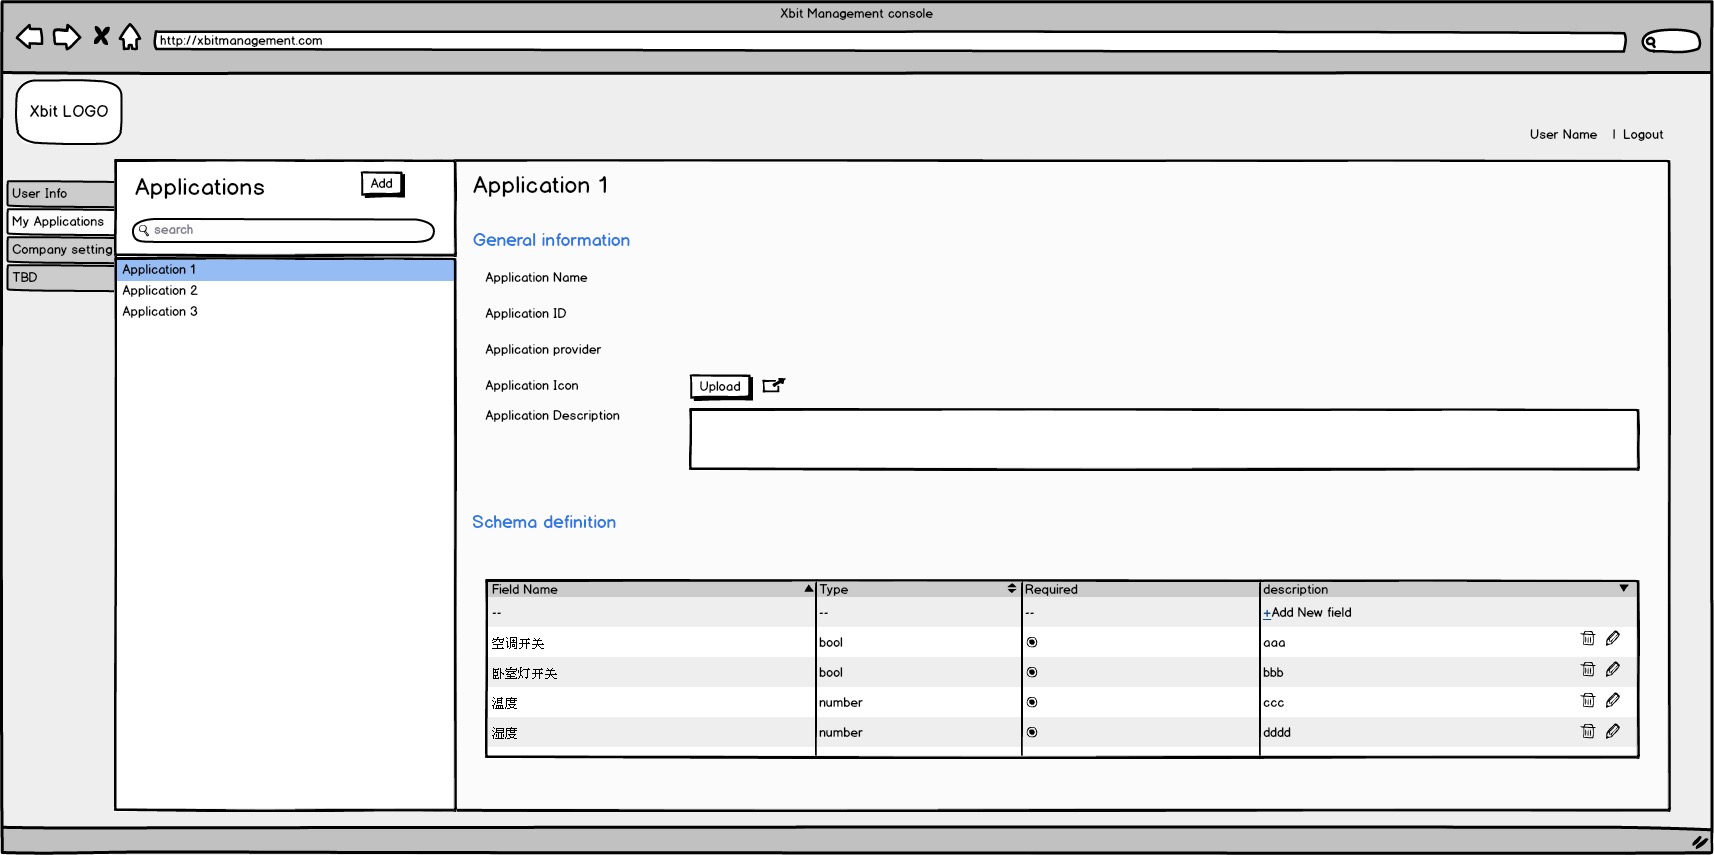 Xbit Management console
http://xbitmanagement.com
Xbit LOGO
User Name | Logout
User Info
My Applications
Company setting
TBD
Applications
Add
search
Application 1
Application 2
Application 3
Application 1
General information
Application Name
Application ID
Application provider
Application Icon
Upload
Application Description
Schema definition
Field Name Type Required description
-- -- -- +Add New field
空调开关 bool aaa
卧室灯开关 bool bbb
温度 number ccc
湿度 number dddd